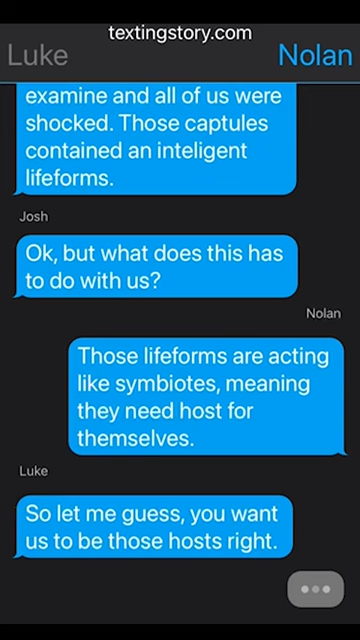 textingstory.com
Luke
Nolan
examine and all of us were
shocked. Those captules
contained an inteligent
lifeforms.
Josh
Ok, but what does this has
to do with us?
Nolan
Those lifeforms are acting
like symbiotes, meaning
they need host for
themselves.
Luke
So let me guess, you want
us to be those hosts right.